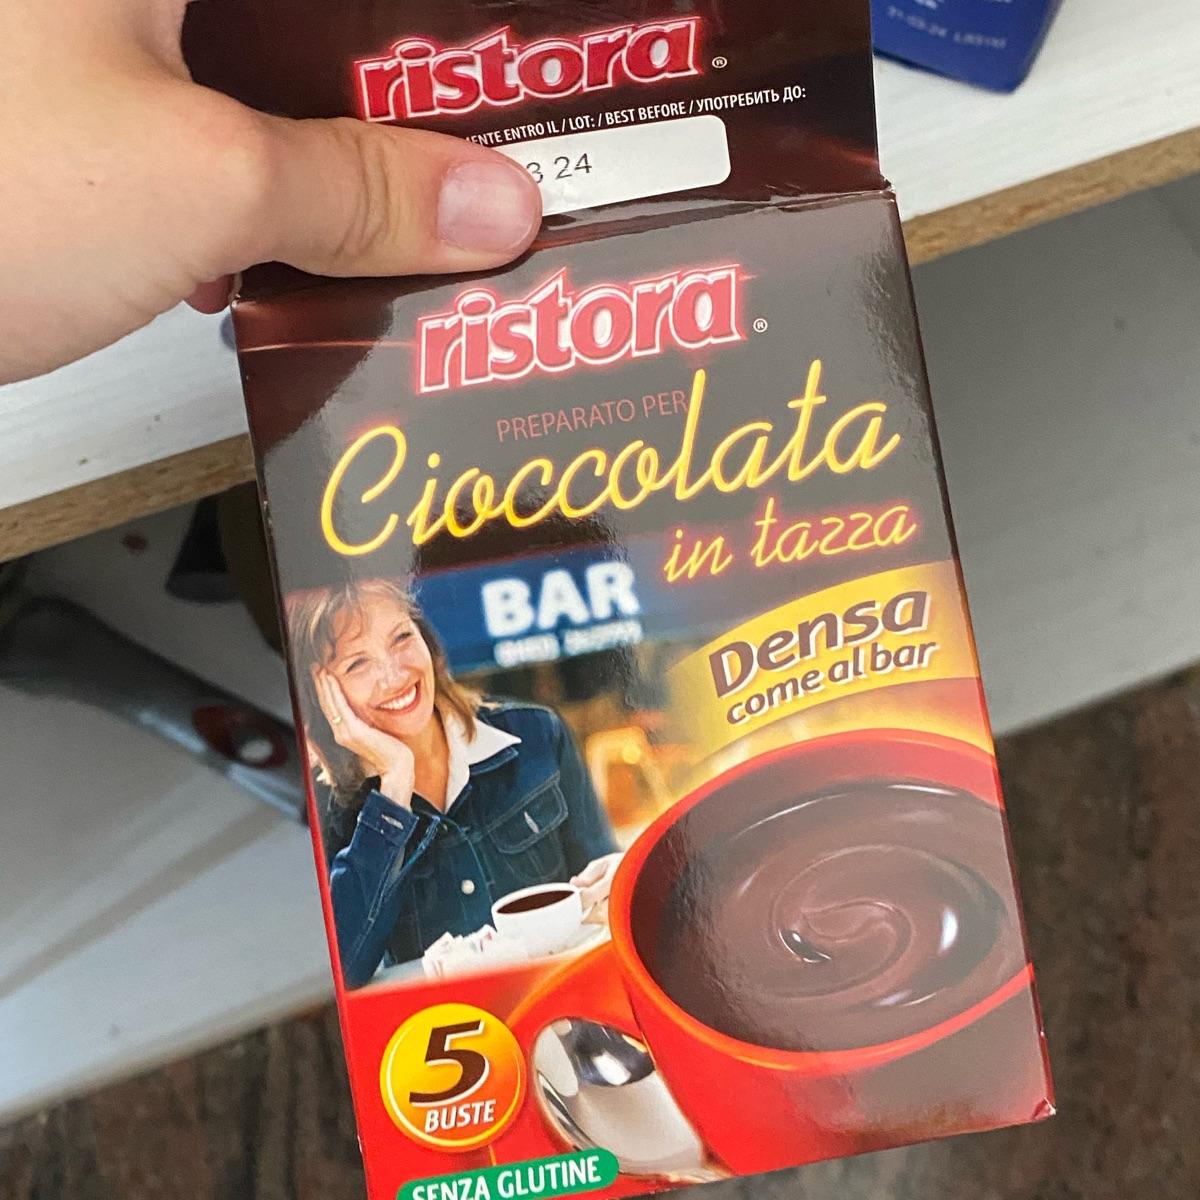 ristora®
MENTE ENTRO IL / LOT: / BEST BEFORE / УПОТРЕБИТЬ ДО:
3 24
ristora®
PREPARATO PER
Cioccolata
in tazza
BAR
Densa
come al bar
5
BUSTE
SENZA GLUTINE